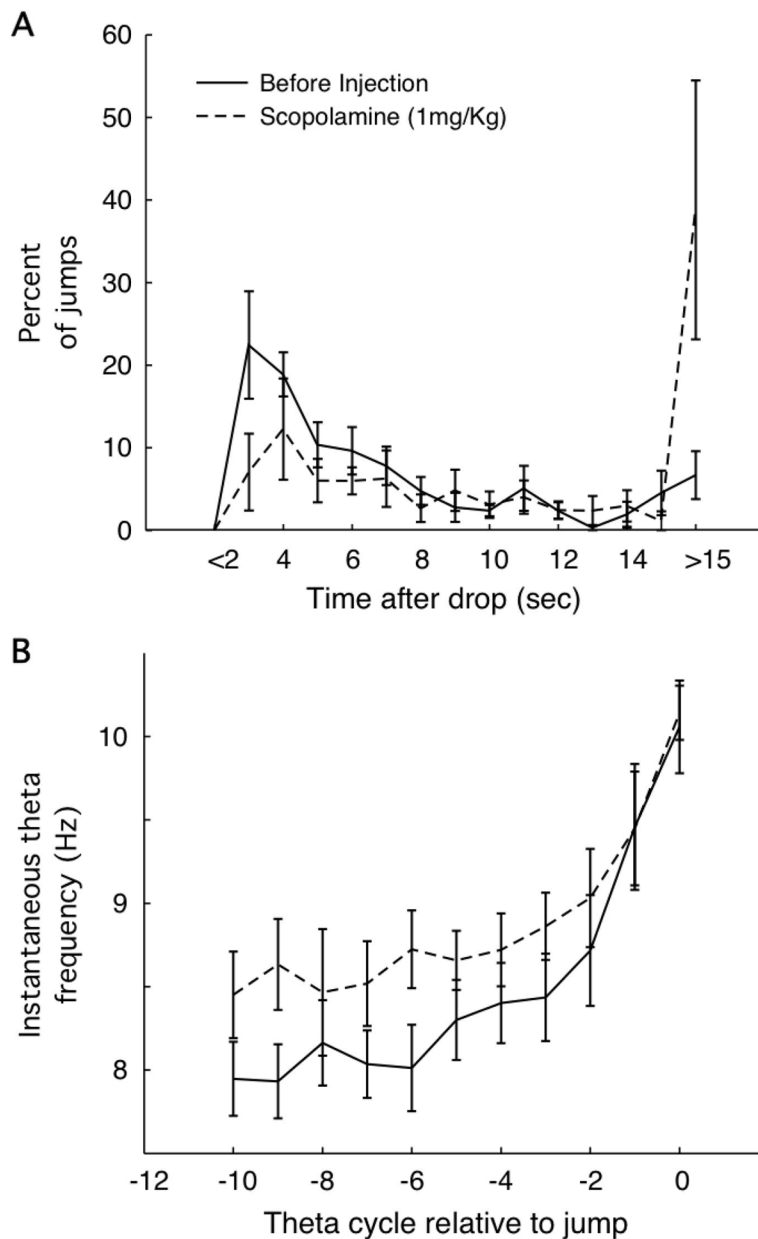 A
60
50
40
30
20
10
0
Percent
of jumps
Before Injection
Scopolamine (1mg/Kg)
<2 4 6 8 10 12 14 >15
Time after drop (sec)
B
10
9
8
Instantaneous theta
frequency (Hz)
-12 -10 -8 -6 -4 -2 0
Theta cycle relative to jump